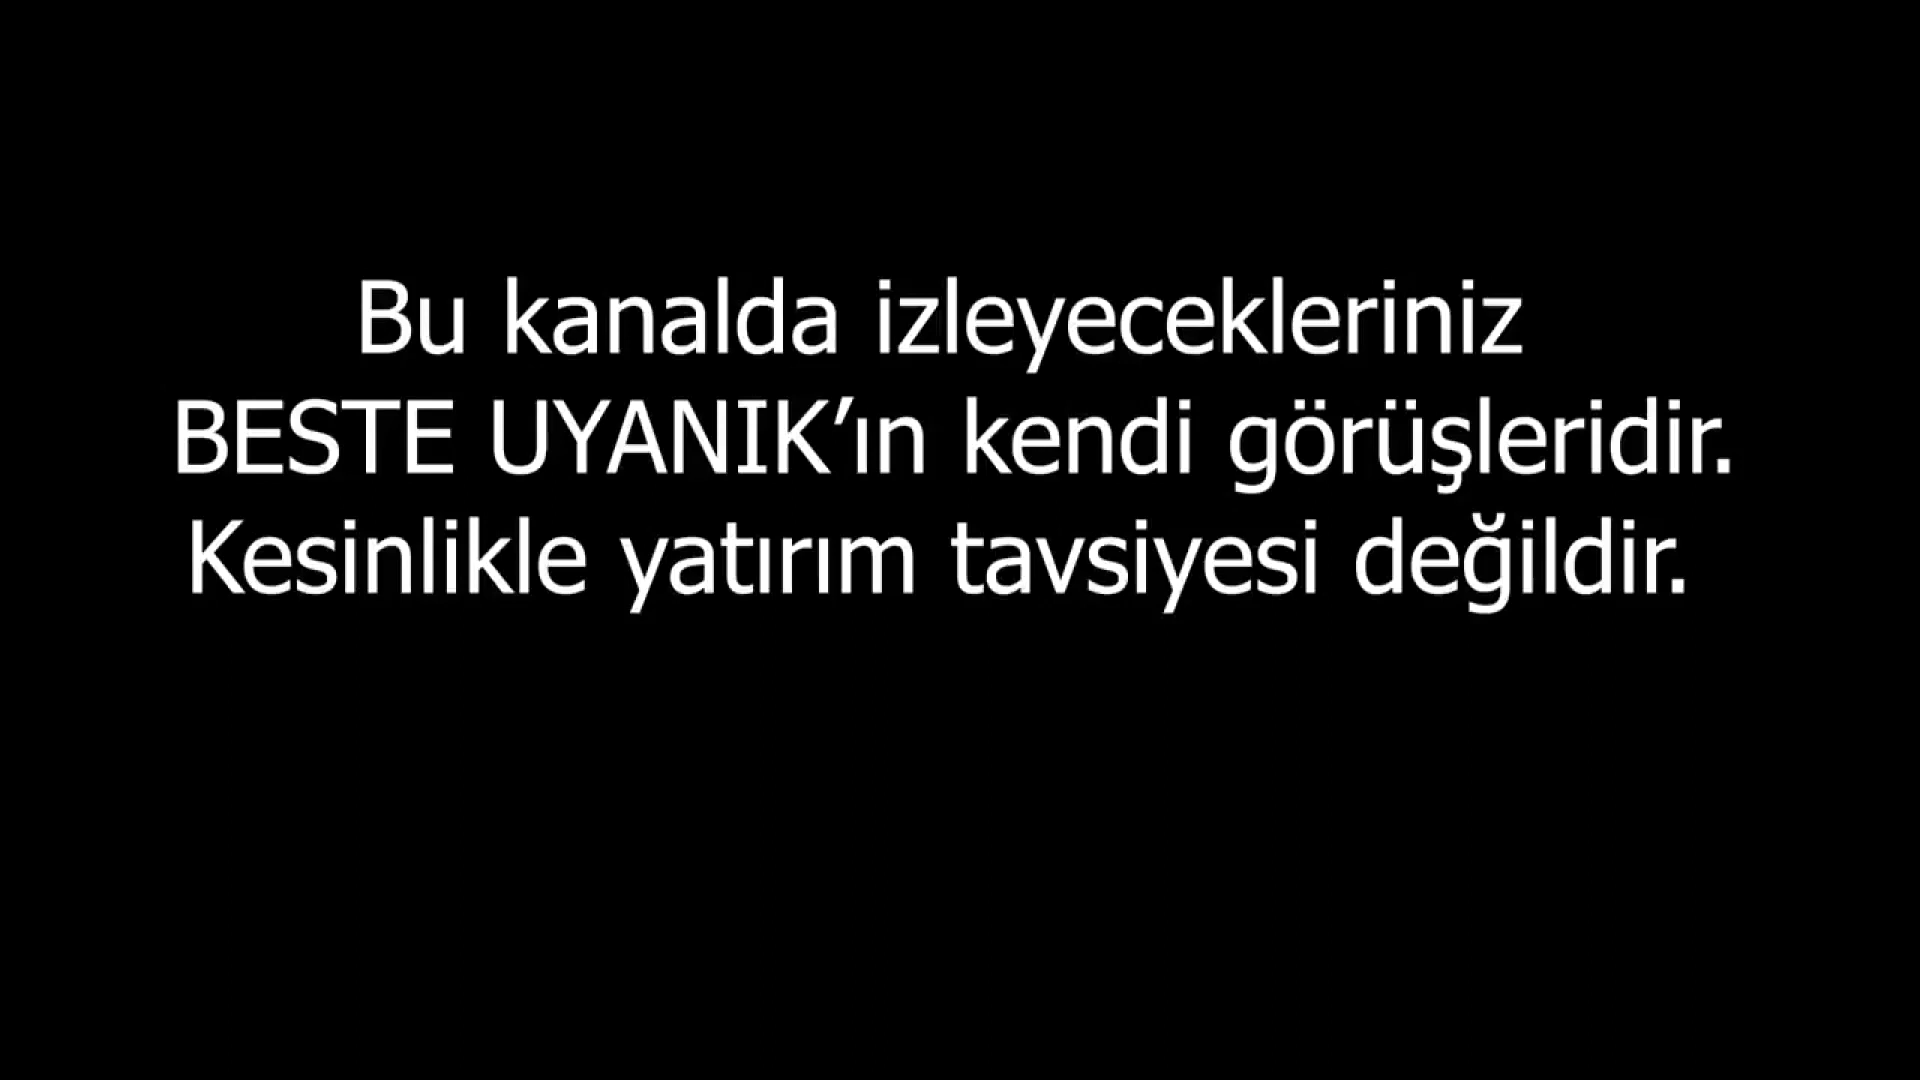 Bu kanalda izleyecekleriniz
BESTE UYANIK’ın kendi görüşleridir.
Kesinlikle yatırım tavsiyesi değildir.